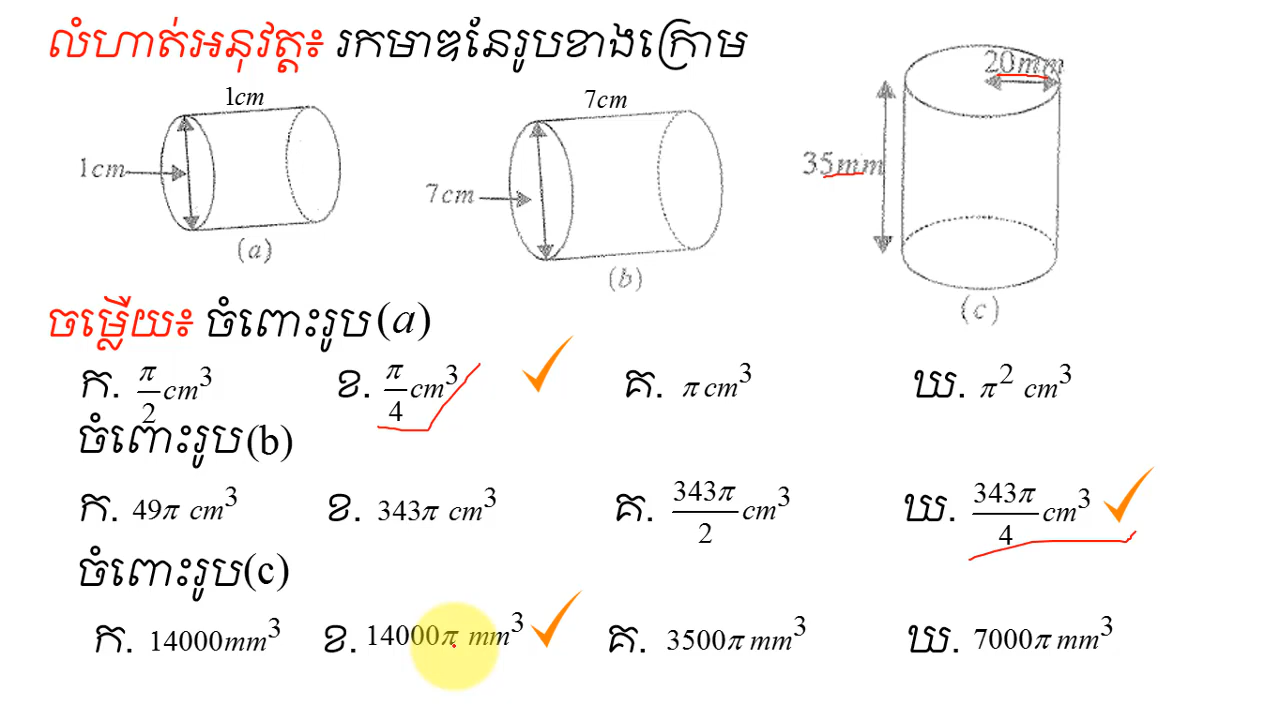 លំហាត់អនុវត្ត៖ រកមាឌនៃរូបខាងក្រោម
1cm 7cm 20mm
1cm 7cm 35mm
(a) (b) (c)
ចម្លើយ៖ ចំពោះរូប(a)
ក. π/2 cm³ ខ. π/4 cm³ គ. π cm³ ឃ. π² cm³
ចំពោះរូប(b)
ក. 49π cm³ ខ. 343π cm³ គ. 343π/2 cm³ ឃ. 343π/4 cm³
ចំពោះរូប(c)
ក. 14000mm³ ខ. 14000π mm³ គ. 3500π mm³ ឃ. 7000π mm³